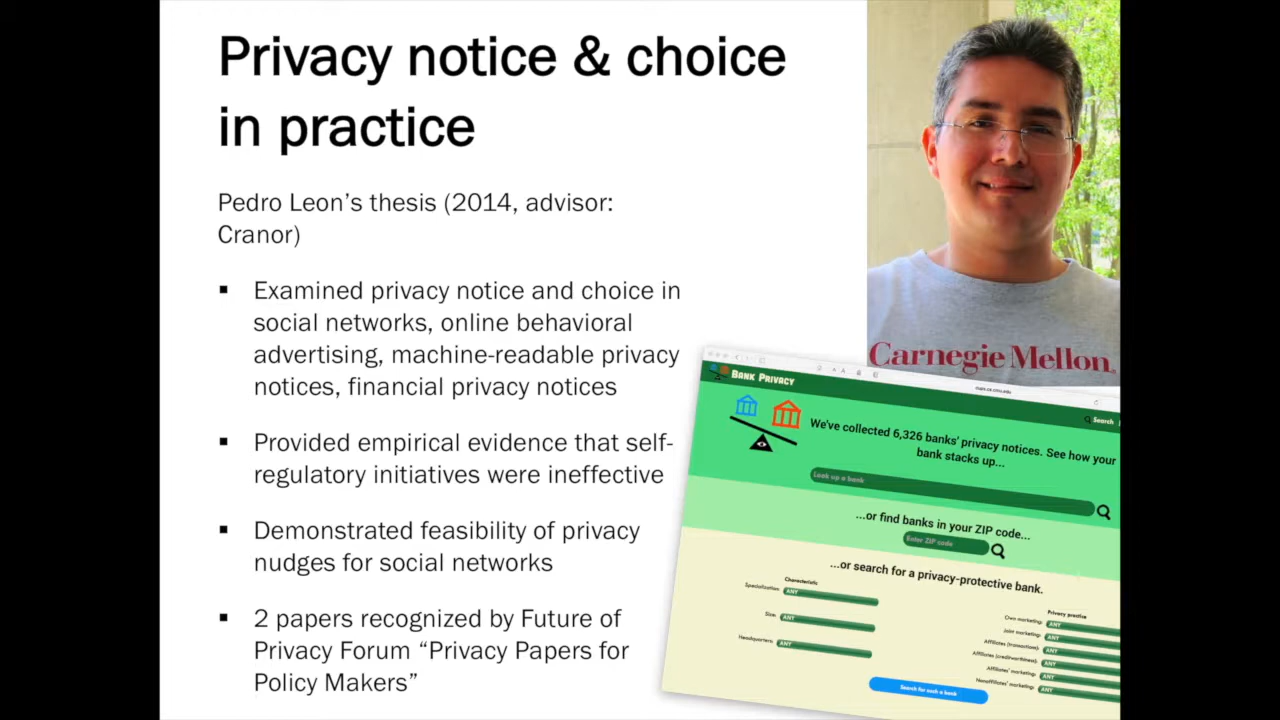 Privacy notice & choice
in practice
Pedro Leon’s thesis (2014, advisor:
Cranor)
▪ Examined privacy notice and choice in
social networks, online behavioral
advertising, machine-readable privacy
notices, financial privacy notices
▪ Provided empirical evidence that self-
regulatory initiatives were ineffective
▪ Demonstrated feasibility of privacy
nudges for social networks
▪ 2 papers recognized by Future of
Privacy Forum “Privacy Papers for
Policy Makers”
Carnegie Mellon
BANK PRIVACY
Search
We've collected 6,326 banks' privacy notices. See how your
bank stacks up...
Look up a bank
...or find banks in your ZIP code...
Enter ZIP code
...or search for a privacy-protective bank.
Characteristic
Specialization: ANY
Size: ANY
Headquarters: ANY
Privacy practice
Own marketing: ANY
Joint marketing: ANY
Affiliates (transactions): ANY
Affiliates (creditworthiness): ANY
Affiliates' marketing: ANY
Nonaffiliates' marketing: ANY
Search for such a bank